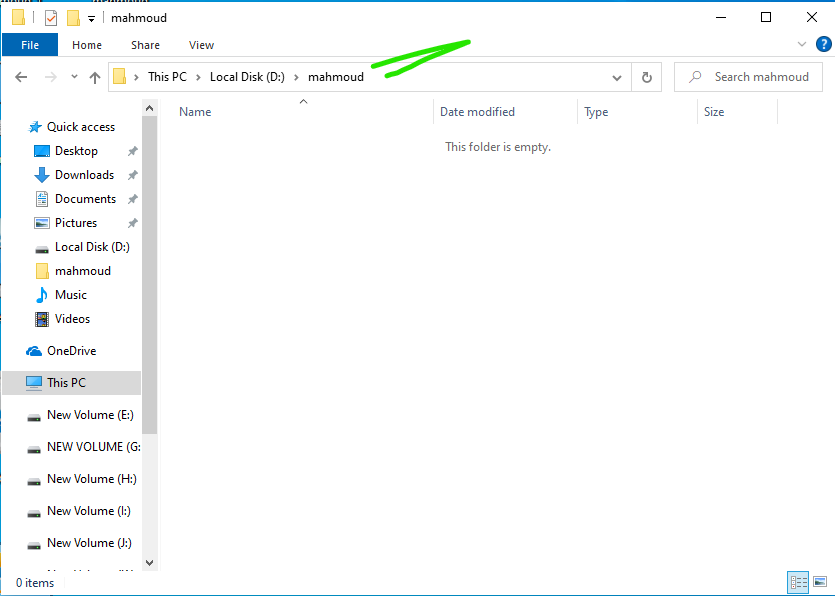 mahmoud
File Home Share View
This PC Local Disk (D:) mahmoud Search mahmoud
Name Date modified Type Size
This folder is empty.
Quick access
Desktop
Downloads
Documents
Pictures
Local Disk (D:)
mahmoud
Music
Videos
OneDrive
This PC
New Volume (E:)
NEW VOLUME (G:
New Volume (H:)
New Volume (I:)
New Volume (J:)
0 items